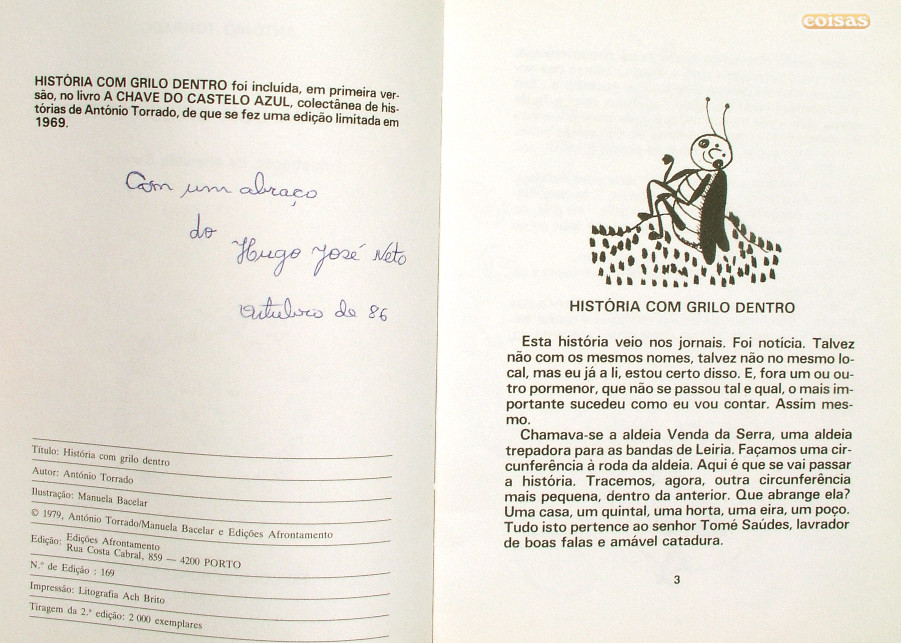 HISTÓRIA COM GRILO DENTRO foi incluída, em primeira ver-
são, no livro A CHAVE DO CASTELO AZUL, colectânea de his-
tórias de António Torrado, de que se fez uma edição limitada em
1969.
Com um abraço
do
Hugo José Neto
Outubro de 86
Título: História com grilo dentro
Autor: António Torrado
Ilustração: Manuela Bacelar
© 1979, António Torrado/Manuela Bacelar e Edições Afrontamento
Edição: Edições Afrontamento
Rua Costa Cabral, 859 — 4200 PORTO
N.º de Edição : 169
Impressão: Litografia Ach Brito
Tiragem da 2.ª edição: 2 000 exemplares
coisas
HISTÓRIA COM GRILO DENTRO
Esta história veio nos jornais. Foi notícia. Talvez
não com os mesmos nomes, talvez não no mesmo lo-
cal, mas eu já a li, estou certo disso. E, fora um ou ou-
tro pormenor, que não se passou tal e qual, o mais im-
portante sucedeu como eu vou contar. Assim mes-
mo.
Chamava-se a aldeia Venda da Serra, uma aldeia
trepadora para as bandas de Leiria. Façamos uma cir-
cunferência à roda da aldeia. Aqui é que se vai passar
a história. Tracemos, agora, outra circunferência
mais pequena, dentro da anterior. Que abrange ela?
Uma casa, um quintal, uma horta, uma eira, um poço.
Tudo isto pertence ao senhor Tomé Saúdes, lavrador
de boas falas e amável catadura.
3